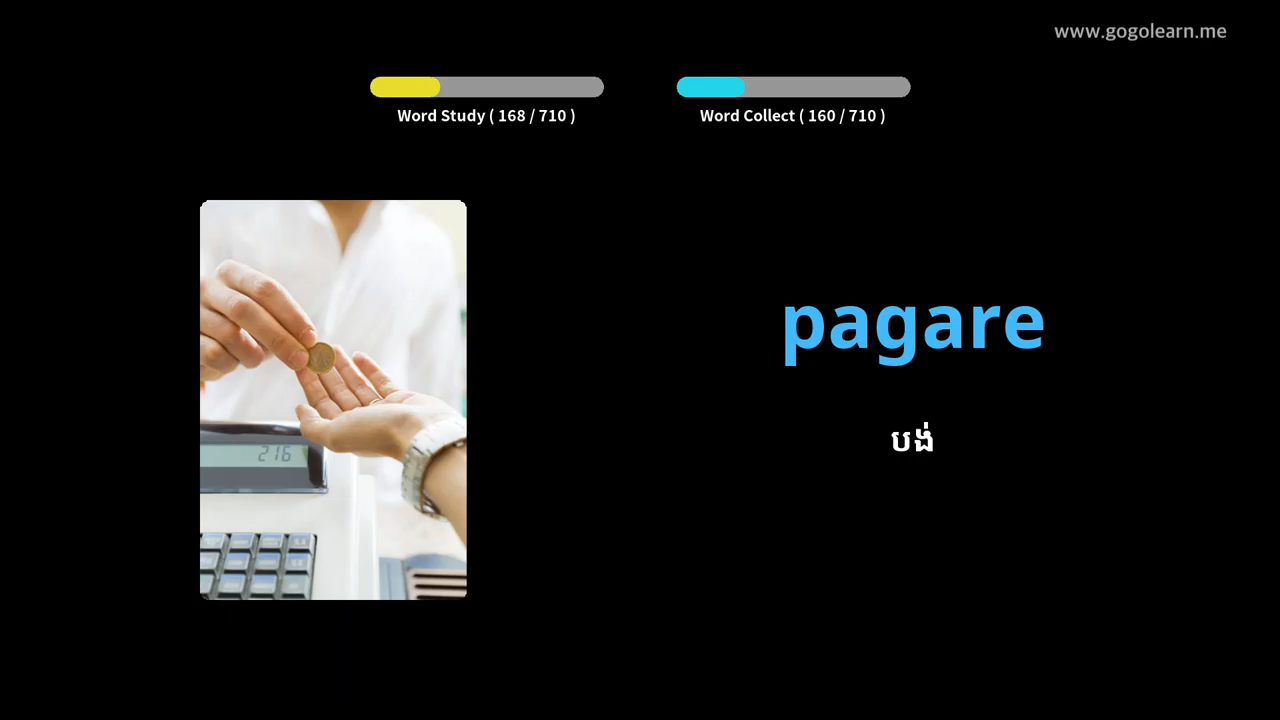 www.gogolearn.me
Word Study ( 168 / 710 )
Word Collect ( 160 / 710 )
pagare
បង់
216